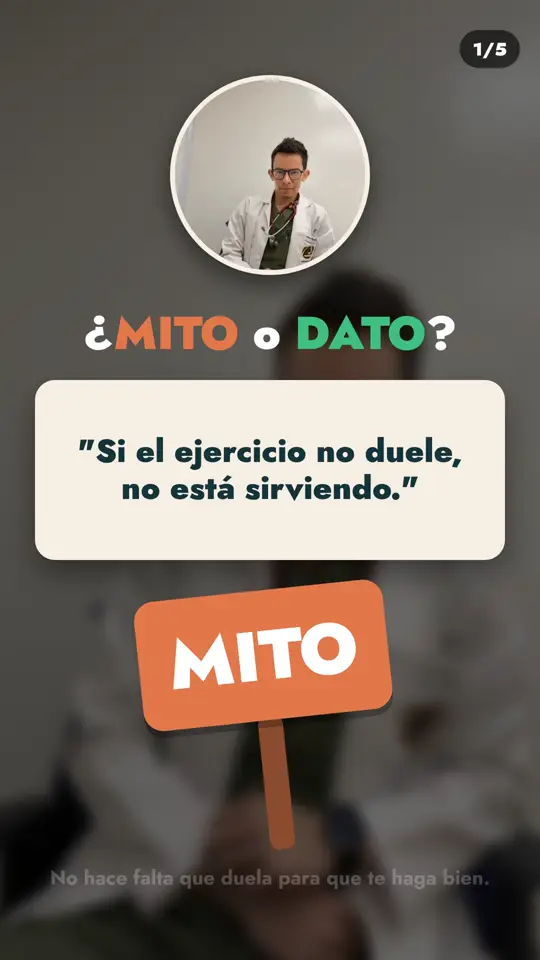 1/5
¿MITO o DATO?
"Si el ejercicio no duele,
no está sirviendo."
MITO
No hace falta que duela para que te haga bien.